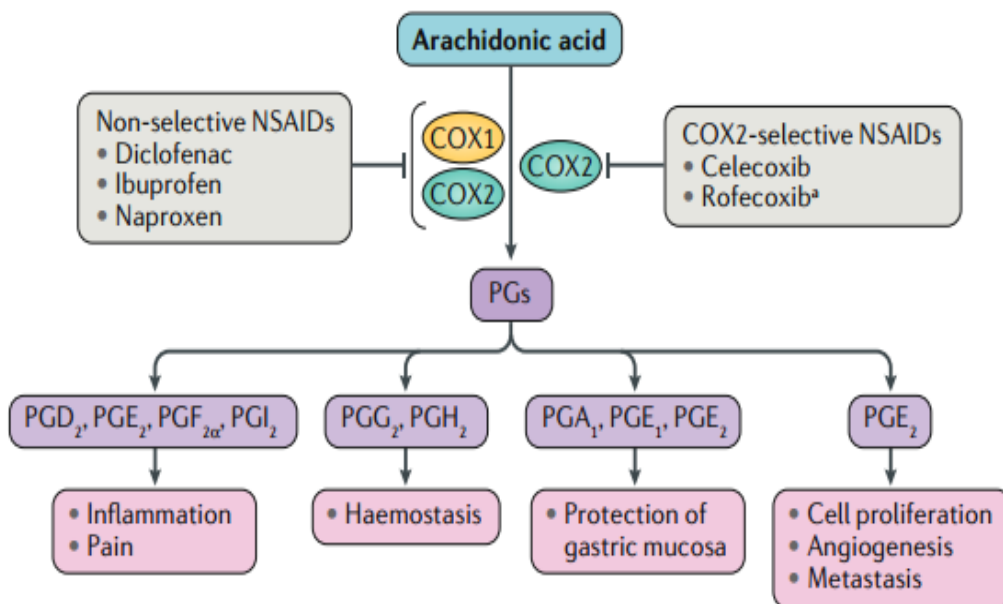 Arachidonic acid
Non-selective NSAIDs
• Diclofenac
• Ibuprofen
• Naproxen
COX1
COX2
COX2
COX2-selective NSAIDs
• Celecoxib
• Rofecoxibᵃ
PGs
PGD₂, PGE₂, PGF₂α, PGI₂
PGG₂, PGH₂
PGA₁, PGE₁, PGE₂
PGE₂
• Inflammation
• Pain
• Haemostasis
• Protection of
gastric mucosa
• Cell proliferation
• Angiogenesis
• Metastasis